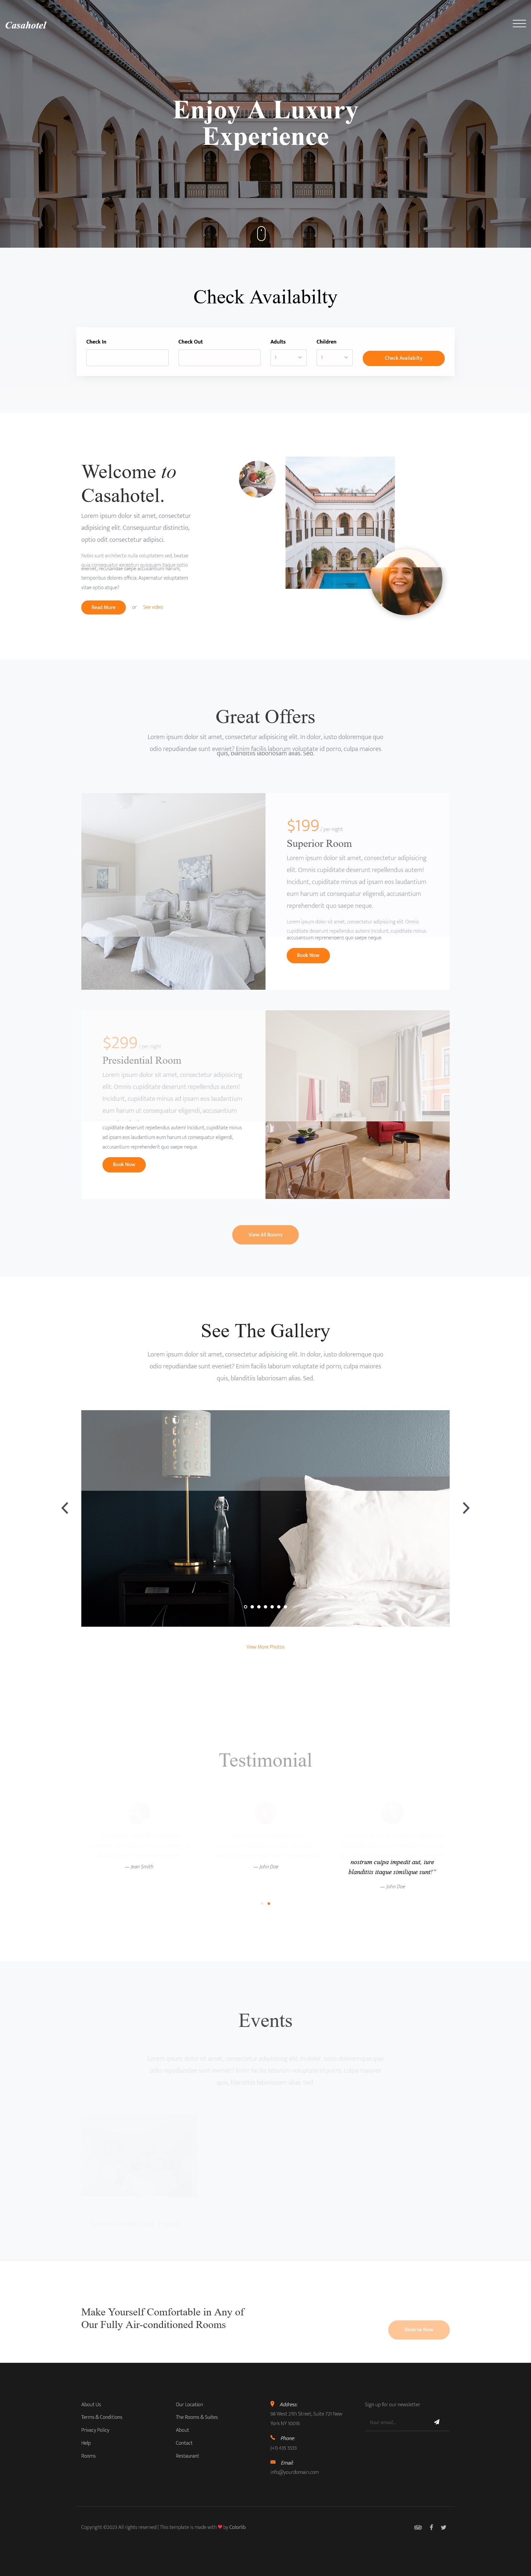 Casahotel
Enjoy A Luxury
Experience
Check Availabilty
Check In
Check Out
Adults
Children
1
1
Check Availabilty
Welcome to
Casahotel.
Lorem ipsum dolor sit amet, consectetur
adipisicing elit. Consequuntur distinctio,
optio odit consectetur adipisci.
Nobis sunt architecto nulla voluptatem sed, beatae
eveniet, recusandae saepe accusantium harum,
temporibus dolores officia. Aspernatur voluptatem
vitae optio atque?
Read More
or
See video
Great Offers
Lorem ipsum dolor sit amet, consectetur adipisicing elit. In dolor, iusto doloremque quo
odio repudiandae sunt eveniet? Enim facilis laborum voluptate id porro, culpa maiores
quis, blanditiis laboriosam alias. Sed.
$199 / per night
Superior Room
Lorem ipsum dolor sit amet, consectetur adipisicing
elit. Omnis cupiditate deserunt repellendus autem!
Incidunt, cupiditate minus ad ipsam eos laudantium
eum harum ut consequatur eligendi, accusantium
reprehenderit quo saepe neque.
Lorem ipsum dolor sit amet, consectetur adipisicing elit. Omnis
cupiditate deserunt repellendus autem! Incidunt, cupiditate minus
accusantium reprehenderit quo saepe neque.
Book Now
$299 / per night
Presidential Room
Lorem ipsum dolor sit amet, consectetur adipisicing
elit. Omnis cupiditate deserunt repellendus autem!
Incidunt, cupiditate minus ad ipsam eos laudantium
eum harum ut consequatur eligendi, accusantium
cupiditate deserunt repellendus autem! Incidunt, cupiditate minus
ad ipsam eos laudantium eum harum ut consequatur eligendi,
accusantium reprehenderit quo saepe neque.
Book Now
View All Rooms
See The Gallery
Lorem ipsum dolor sit amet, consectetur adipisicing elit. In dolor, iusto doloremque quo
odio repudiandae sunt eveniet? Enim facilis laborum voluptate id porro, culpa maiores
quis, blanditiis laboriosam alias. Sed.
View More Photos
Testimonial
— Jean Smith
— John Doe
nostrum culpa impedit aut, iure
blanditiis itaque similique sunt!”
— John Doe
Events
Lorem ipsum dolor sit amet, consectetur adipisicing elit. In dolor, iusto doloremque quo
odio repudiandae sunt eveniet? Enim facilis laborum voluptate id porro, culpa maiores
quis, blanditiis laboriosam alias. Sed.
Make Yourself Comfortable in Any of
Our Fully Air-conditioned Rooms
Reserve Now
About Us
Terms & Conditions
Privacy Policy
Help
Rooms
Our Location
The Rooms & Suites
About
Contact
Restaurant
Address:
98 West 21th Street, Suite 721 New
York NY 10016
Phone:
(+1) 435 3533
Email:
info@yourdomain.com
Sign up for our newsletter
Your email...
Copyright ©2023 All rights reserved | This template is made with ♥ by Colorlib